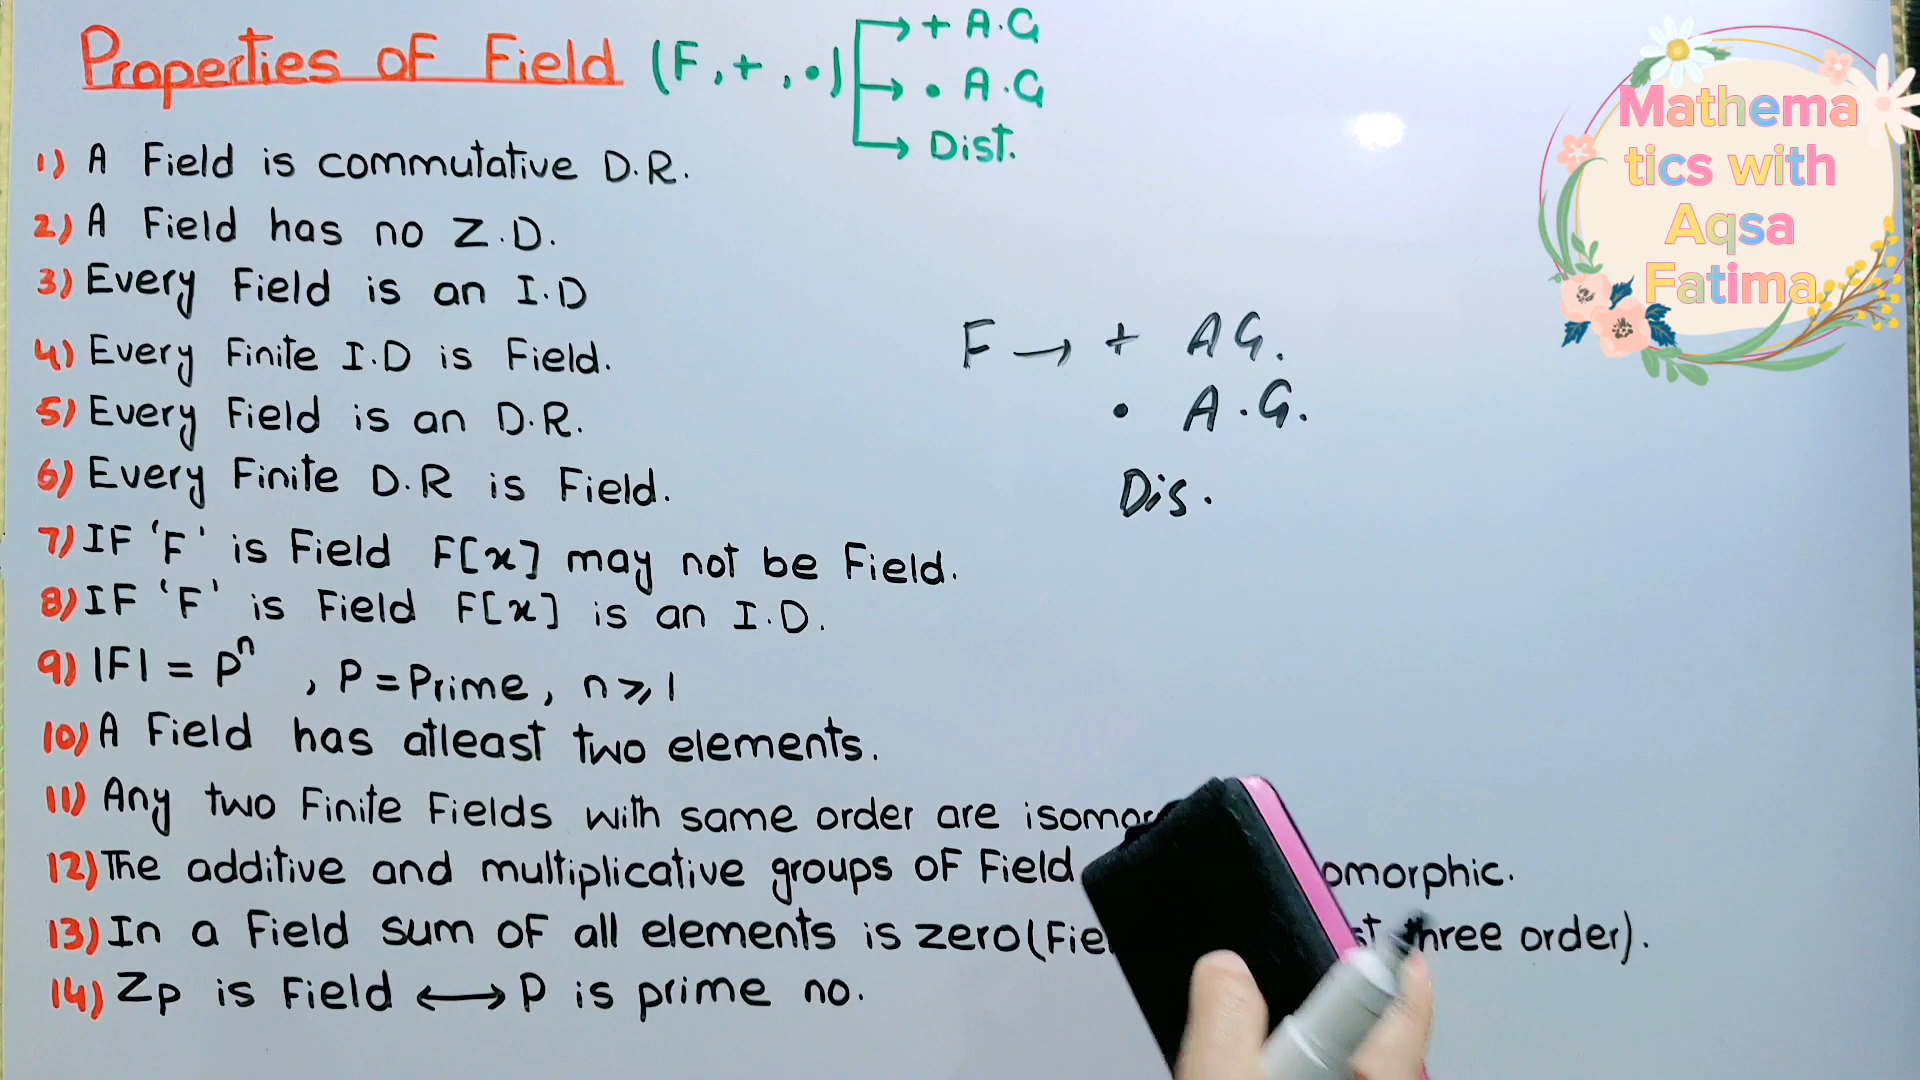 Properties of Field (F, +, •) → + A.G
→ • A.G
→ Dist.
1) A Field is commutative D.R.
2) A Field has no Z.D.
3) Every Field is an I.D
4) Every Finite I.D is Field.
5) Every Field is an D.R.
6) Every Finite D.R is Field.
7) IF 'F' is Field F[x] may not be Field.
8) IF 'F' is Field F[x] is an I.D.
9) |F| = P^n , P = Prime, n ≥ 1
10) A Field has atleast two elements.
11) Any two Finite Fields with same order are
12) The additive and multiplicative groups of Field
13) In a Field sum of all elements is zero( three order).
14) Zp is Field ⟷ P is prime no.
F → + AG.
• A.G.
Dis.
Mathema
tics with
Aqsa
Fatima